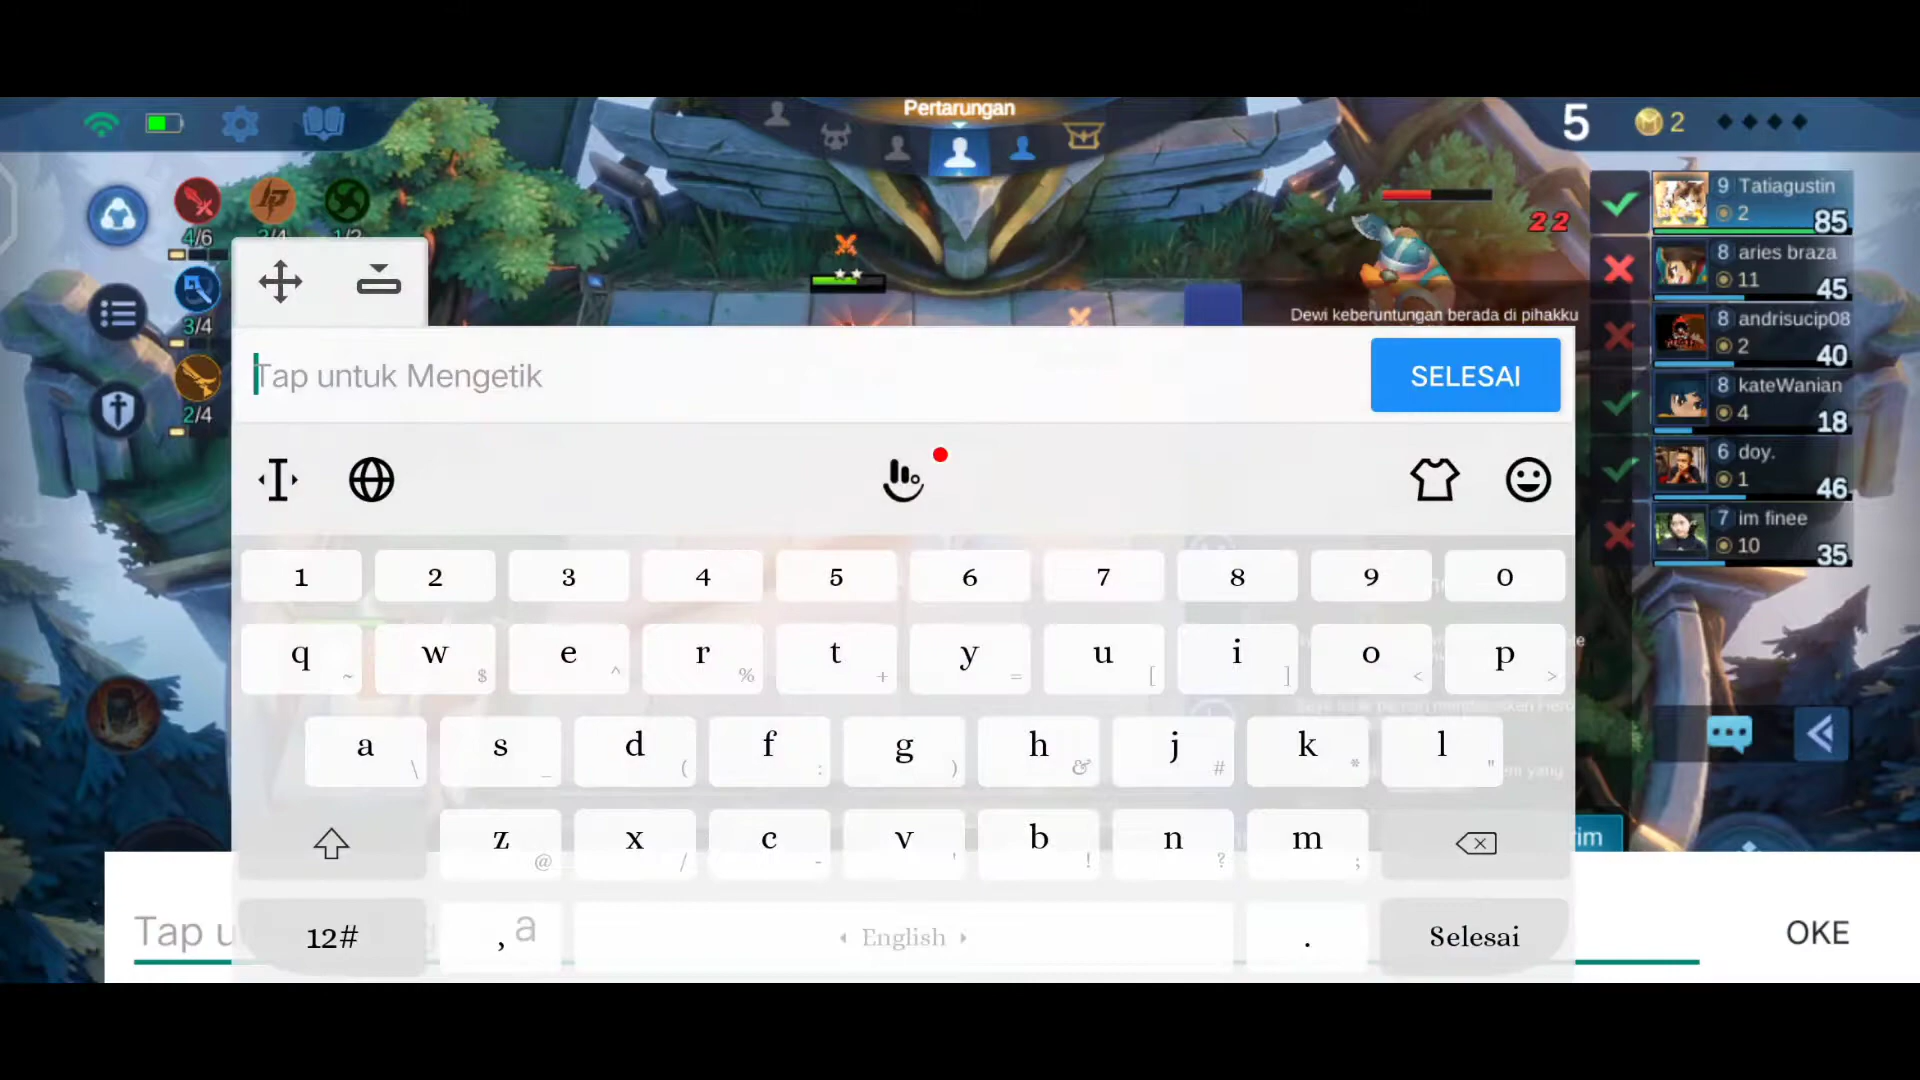 Pertarungan
5
2
4/6
3/4
2/4
22
Dewi keberuntungan berada di pihakku
9 Tatiagustin
2
85
8 aries braza
11
45
8 andrisucip08
2
40
8 kateWanian
4
18
6 doy.
1
46
7 im finee
10
35
Tap untuk Mengetik
SELESAI
1 2 3 4 5 6 7 8 9 0
q w e r t y u i o p
~ $ ^ % + = [ ] < >
a s d f g h j k l
\ _ ( : ) & # * "
z x c v b n m
@ / - ' ! ? ;
12# , a English . Selesai
Tap u
OKE